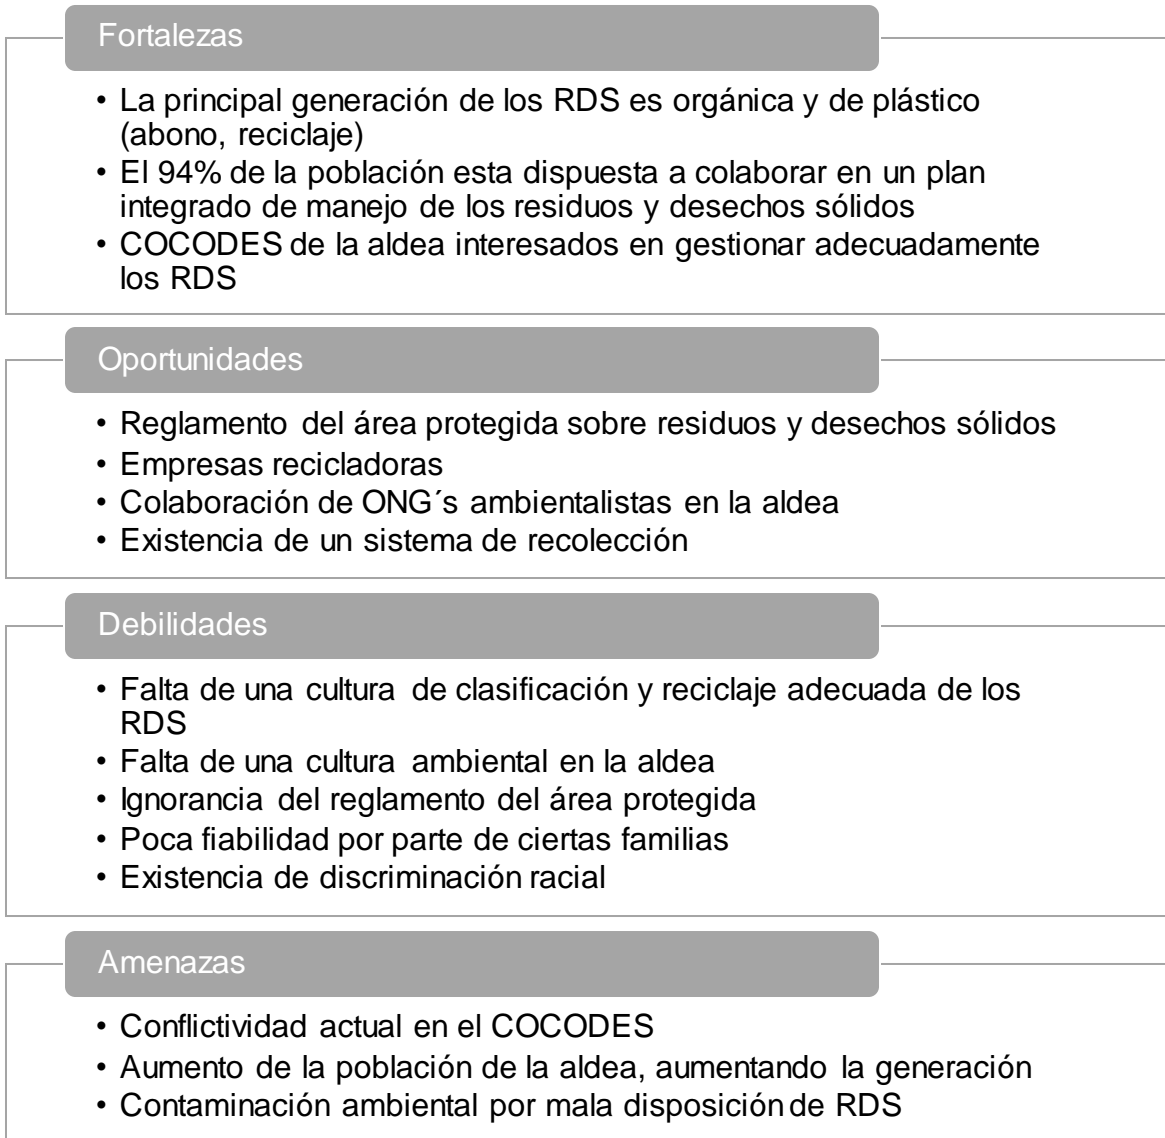 Fortalezas
• La principal generación de los RDS es orgánica y de plástico
(abono, reciclaje)
• El 94% de la población esta dispuesta a colaborar en un plan
integrado de manejo de los residuos y desechos sólidos
• COCODES de la aldea interesados en gestionar adecuadamente
los RDS
Oportunidades
• Reglamento del área protegida sobre residuos y desechos sólidos
• Empresas recicladoras
• Colaboración de ONG´s ambientalistas en la aldea
• Existencia de un sistema de recolección
Debilidades
• Falta de una cultura de clasificación y reciclaje adecuada de los
RDS
• Falta de una cultura ambiental en la aldea
• Ignorancia del reglamento del área protegida
• Poca fiabilidad por parte de ciertas familias
• Existencia de discriminación racial
Amenazas
• Conflictividad actual en el COCODES
• Aumento de la población de la aldea, aumentando la generación
• Contaminación ambiental por mala disposición de RDS